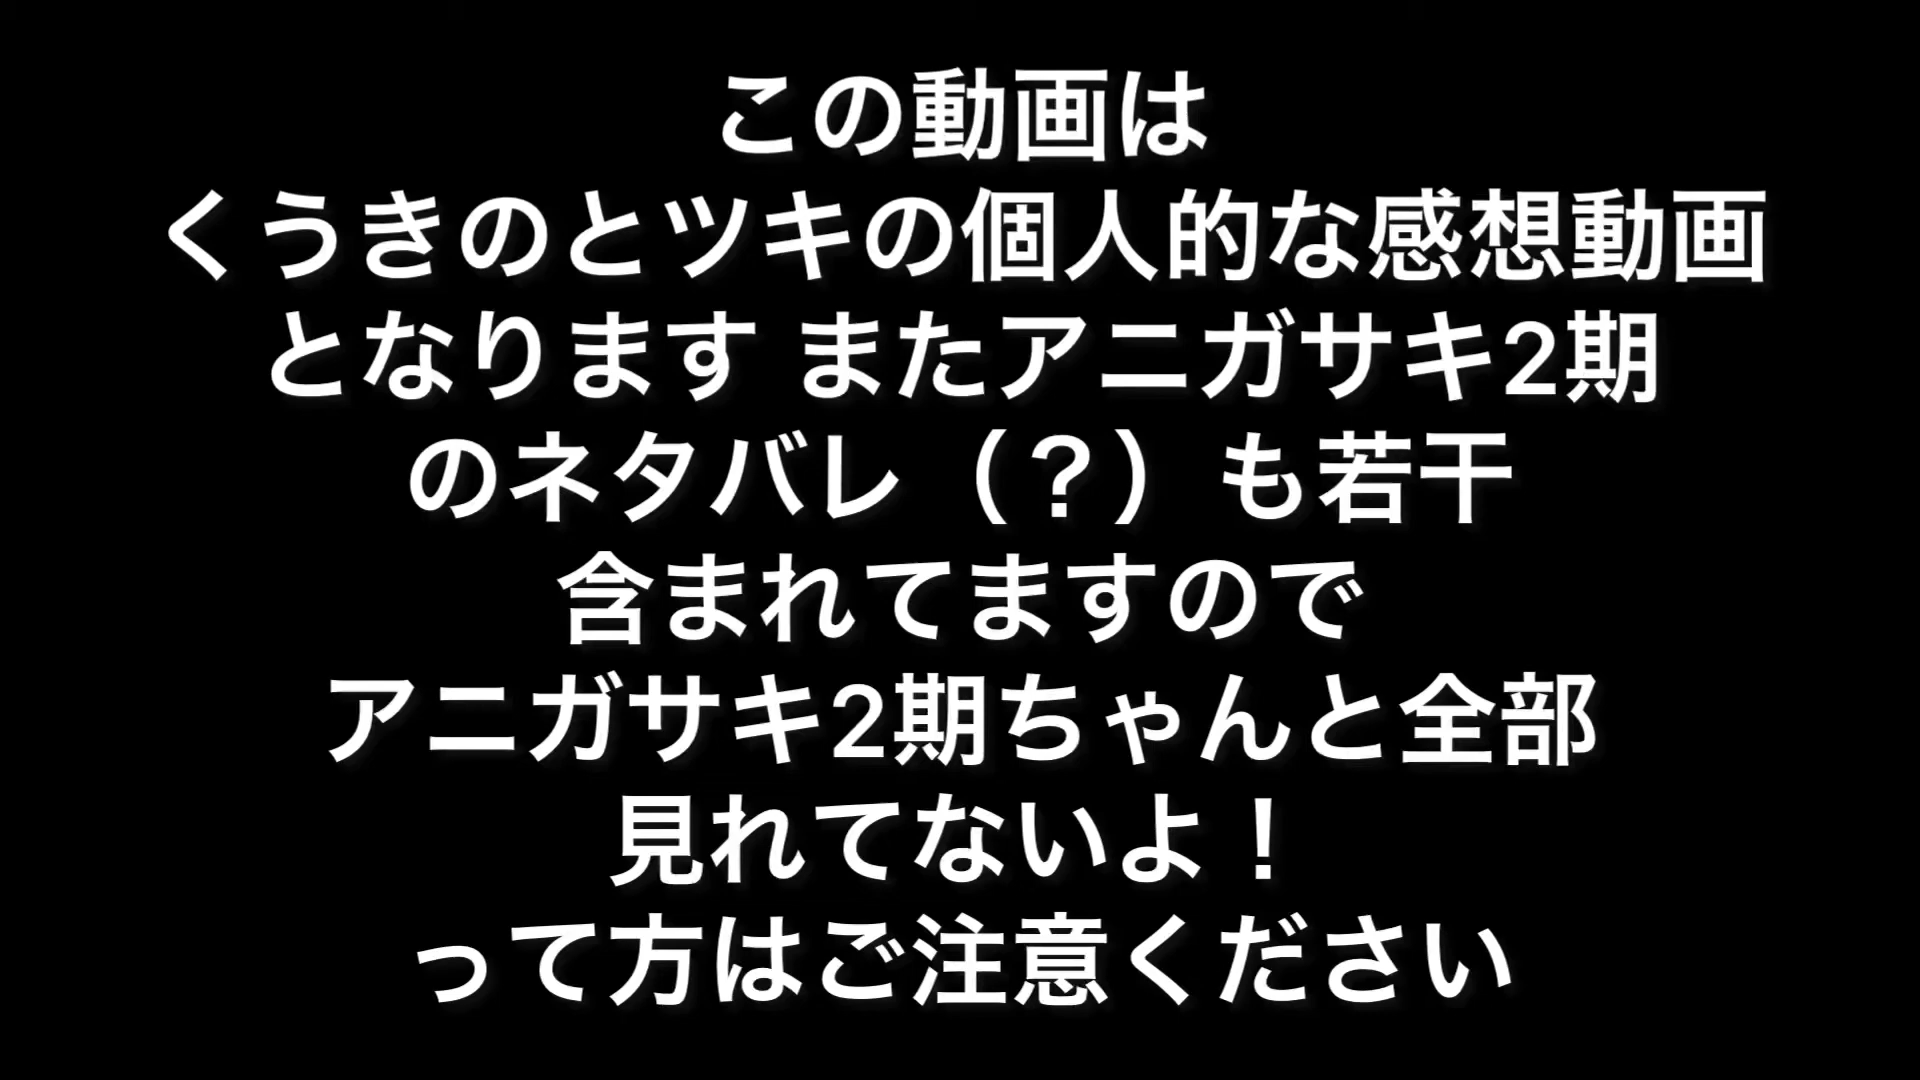 この動画は
くうきのとツキの個人的な感想動画
となります またアニガサキ2期
のネタバレ（？）も若干
含まれてますので
アニガサキ2期ちゃんと全部
見れてないよ！
って方はご注意ください